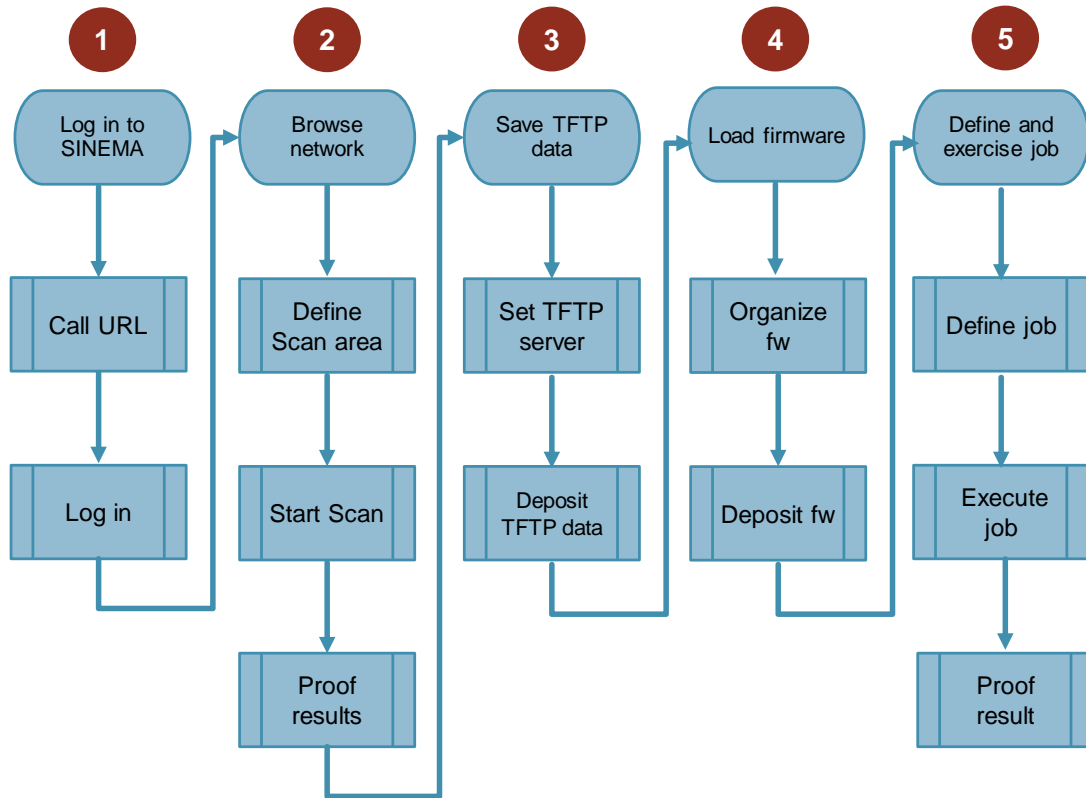 1
2
3
4
5
Log in to
SINEMA
Browse
network
Save TFTP
data
Load firmware
Define and
exercise job
Call URL
Define
Scan area
Set TFTP
server
Organize
fw
Define job
Log in
Start Scan
Deposit
TFTP data
Deposit fw
Execute
job
Proof
results
Proof
result